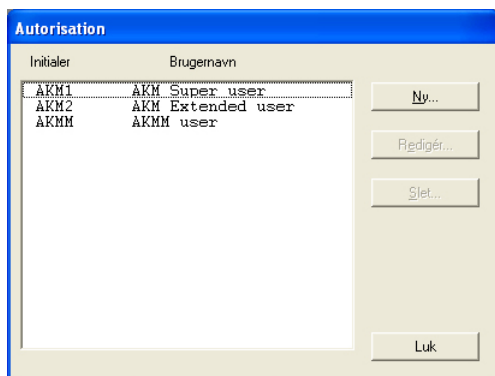 Autorisation
Initialer Brugernavn
AKM1 AKM Super user
AKM2 AKM Extended user
AKMM AKMM user
Ny...
Redigér...
Slet...
Luk